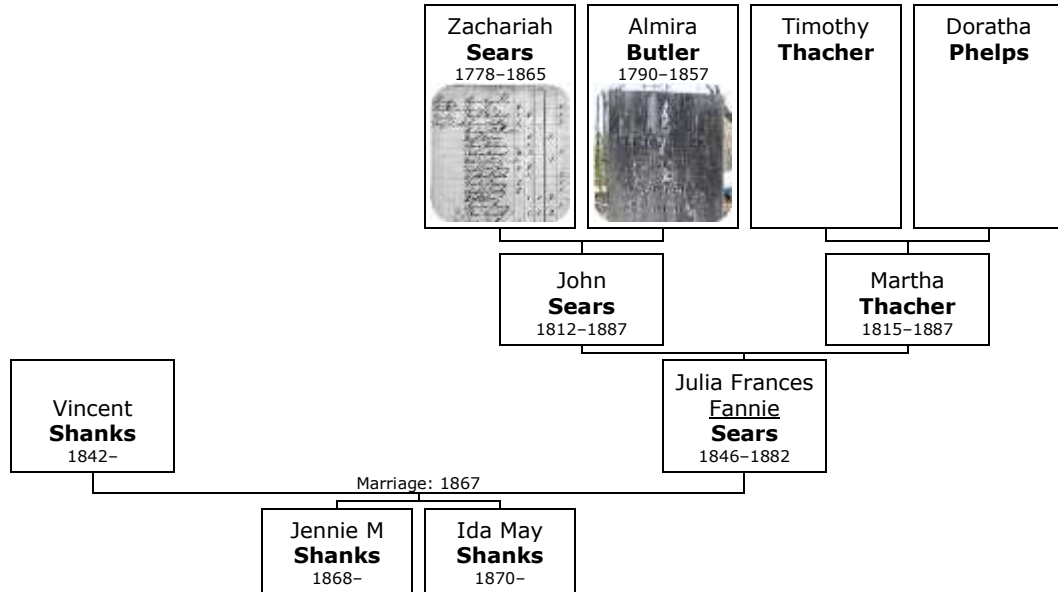 Zachariah
Sears
1778–1865
Almira
Butler
1790–1857
Timothy
Thacher
Doratha
Phelps
John
Sears
1812–1887
Martha
Thacher
1815–1887
Vincent
Shanks
1842–
Julia Frances
Fannie
Sears
1846–1882
Marriage: 1867
Jennie M
Shanks
1868–
Ida May
Shanks
1870–